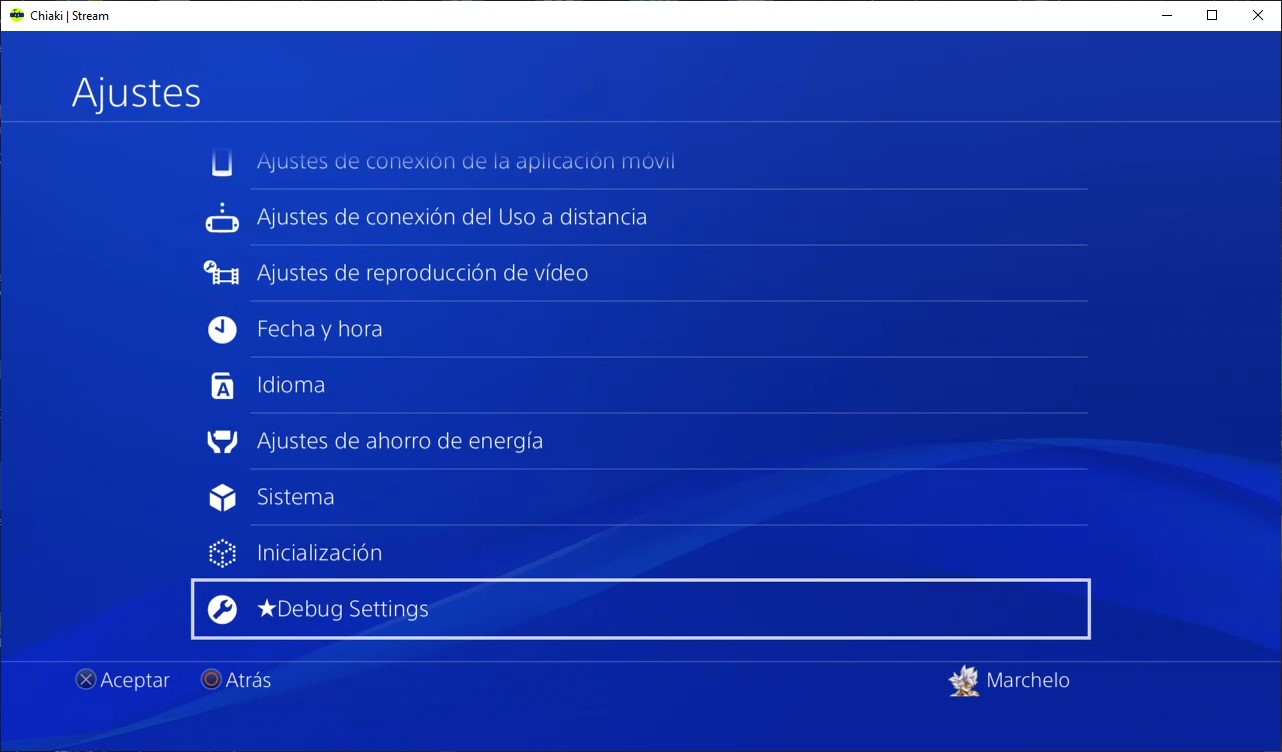 Chiaki | Stream
Ajustes
Ajustes de conexión de la aplicación móvil
Ajustes de conexión del Uso a distancia
Ajustes de reproducción de vídeo
Fecha y hora
Idioma
Ajustes de ahorro de energía
Sistema
Inicialización
★Debug Settings
Aceptar Atrás Marchelo